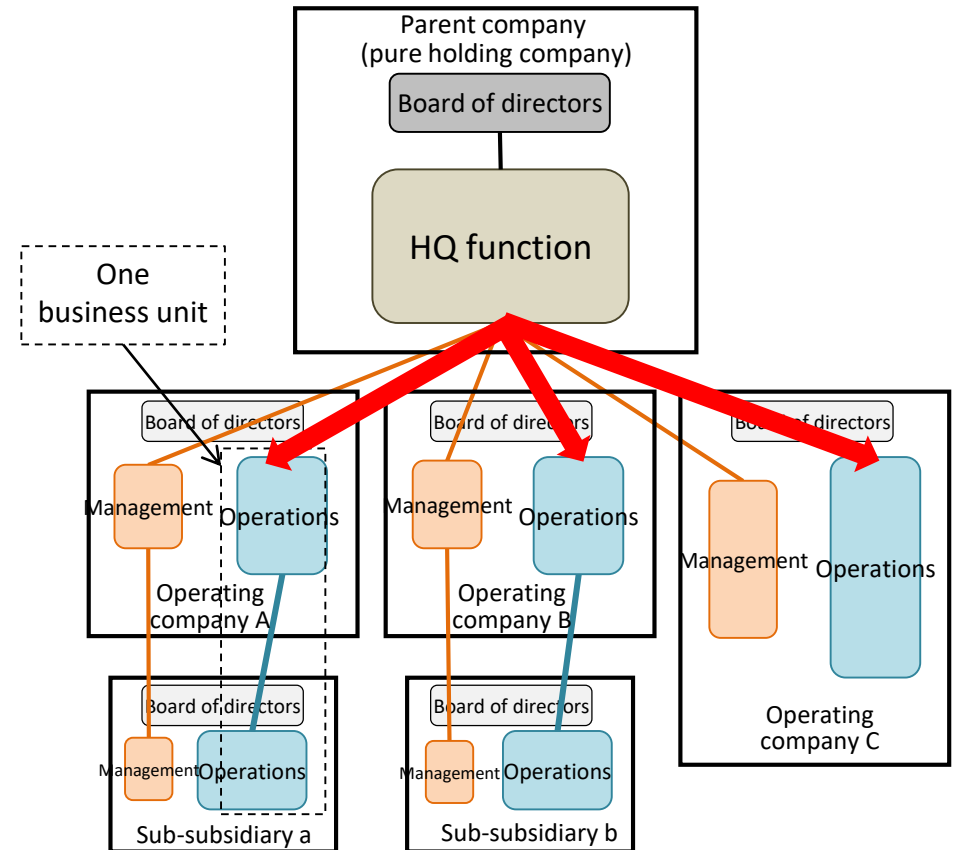 Parent company
(pure holding company)
Board of directors
HQ function
One
business unit
Board of directors
Management
Operations
Operating
company A
Board of directors
Management
Operations
Operating
company B
Board of directors
Management
Operations
Operating
company C
Board of directors
Management
Operations
Sub-subsidiary a
Board of directors
Management
Operations
Sub-subsidiary b